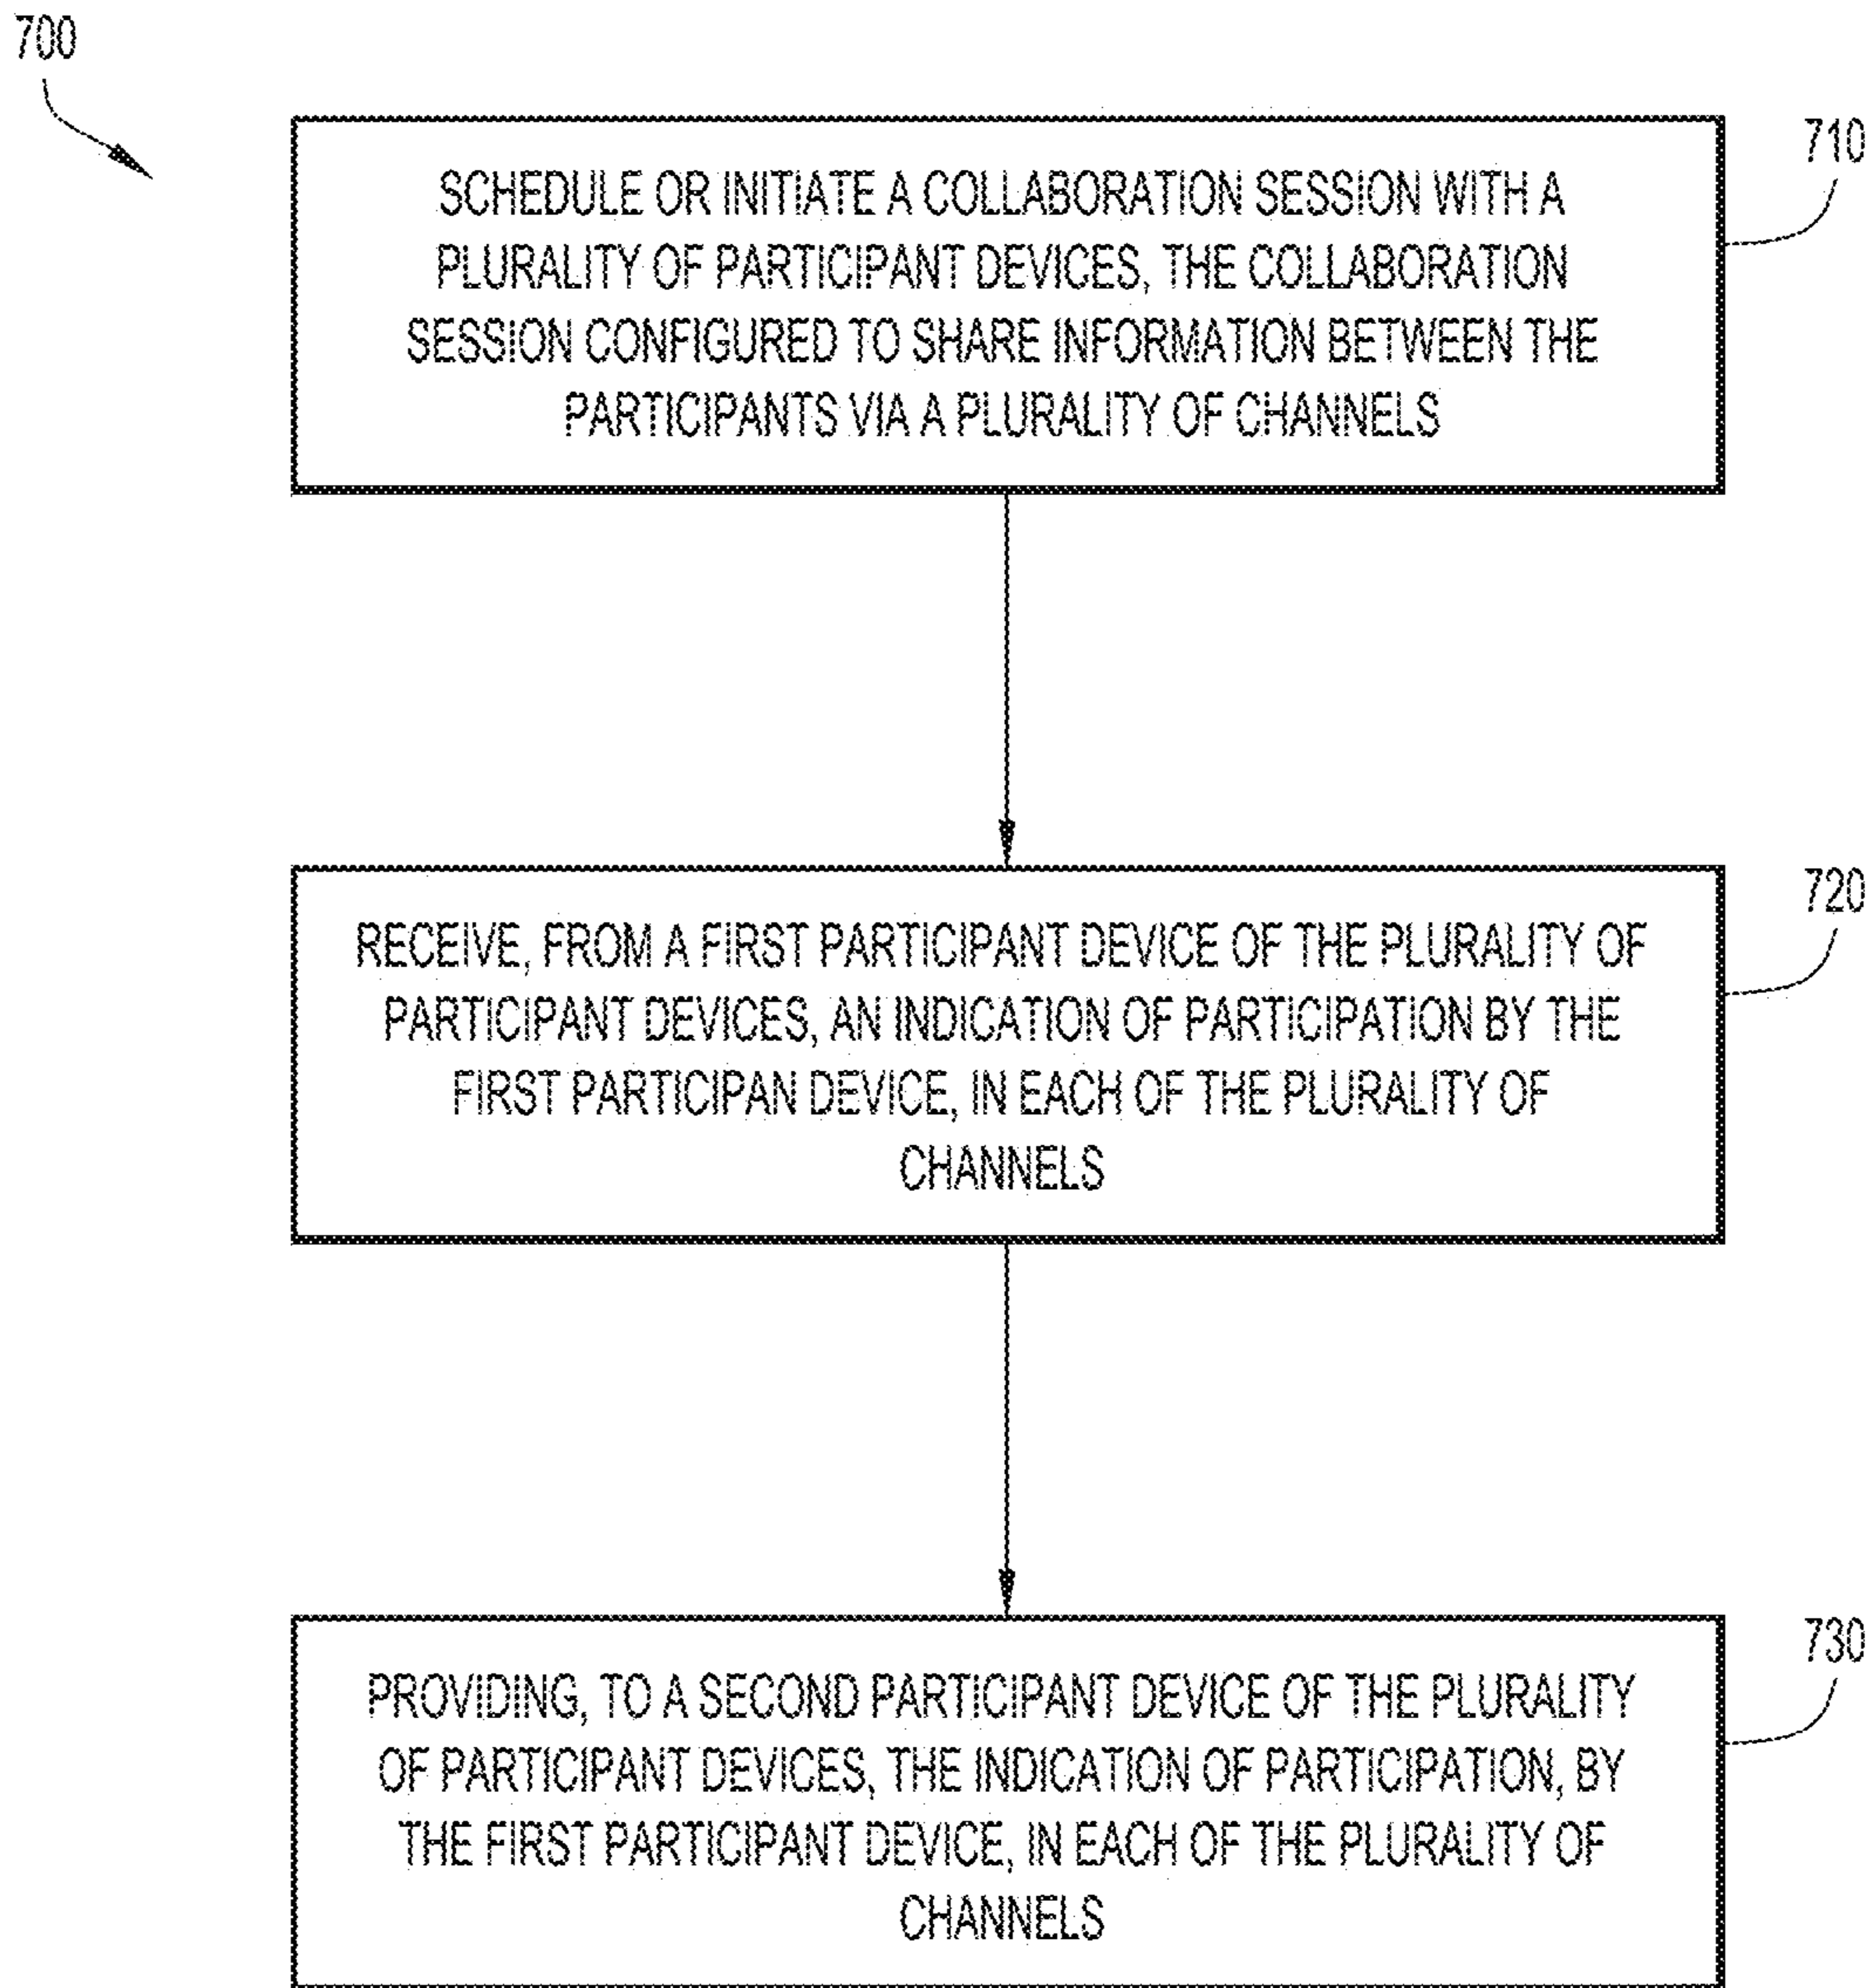 700
710
SCHEDULE OR INITIATE A COLLABORATION SESSION WITH A
PLURALITY OF PARTICIPANT DEVICES, THE COLLABORATION
SESSION CONFIGURED TO SHARE INFORMATION BETWEEN THE
PARTICIPANTS VIA A PLURALITY OF CHANNELS
720
RECEIVE, FROM A FIRST PARTICIPANT DEVICE OF THE PLURALITY OF
PARTICIPANT DEVICES, AN INDICATION OF PARTICIPATION BY THE
FIRST PARTICIPAN DEVICE, IN EACH OF THE PLURALITY OF
CHANNELS
730
PROVIDING, TO A SECOND PARTICIPANT DEVICE OF THE PLURALITY
OF PARTICIPANT DEVICES, THE INDICATION OF PARTICIPATION, BY
THE FIRST PARTICIPANT DEVICE, IN EACH OF THE PLURALITY OF
CHANNELS